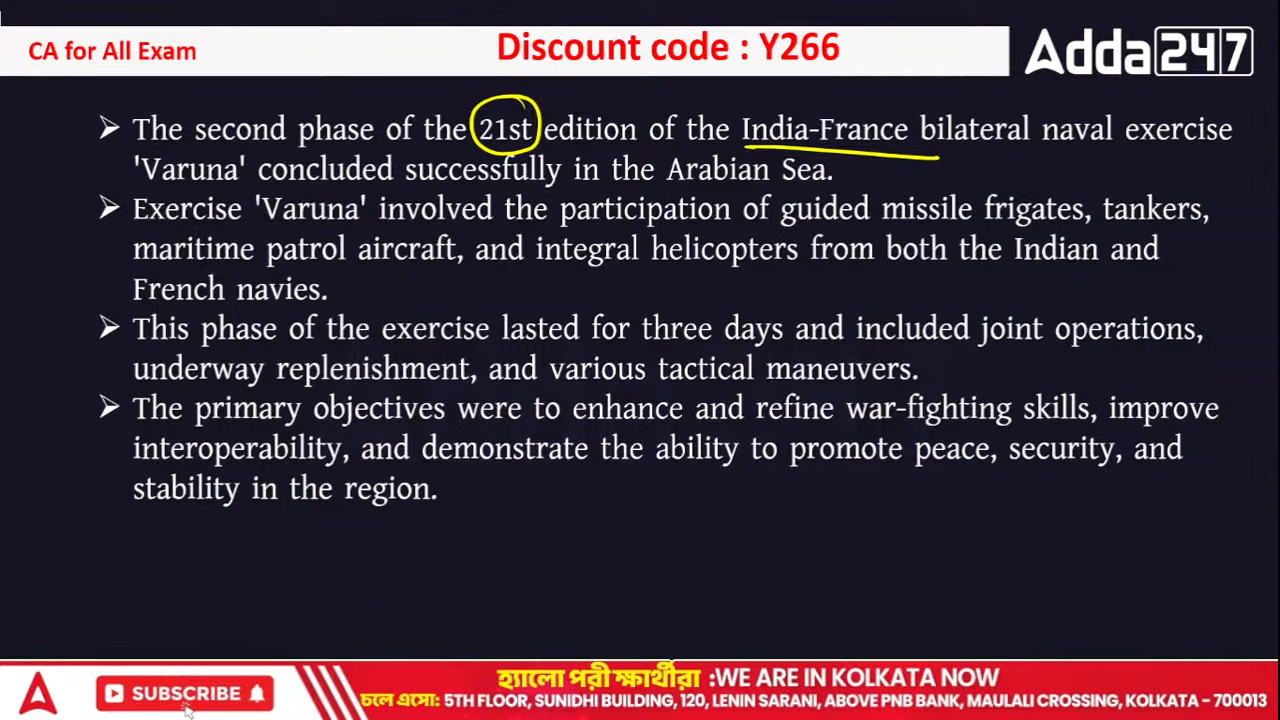 CA for All Exam
Discount code : Y266
Adda247
➢ The second phase of the 21st edition of the India-France bilateral naval exercise
'Varuna' concluded successfully in the Arabian Sea.
➢ Exercise 'Varuna' involved the participation of guided missile frigates, tankers,
maritime patrol aircraft, and integral helicopters from both the Indian and
French navies.
➢ This phase of the exercise lasted for three days and included joint operations,
underway replenishment, and various tactical maneuvers.
➢ The primary objectives were to enhance and refine war-fighting skills, improve
interoperability, and demonstrate the ability to promote peace, security, and
stability in the region.
SUBSCRIBE
হ্যালো পরীক্ষার্থীরা :WE ARE IN KOLKATA NOW
চলে এসো: 5TH FLOOR, SUNIDHI BUILDING, 120, LENIN SARANI, ABOVE PNB BANK, MAULALI CROSSING, KOLKATA - 700013